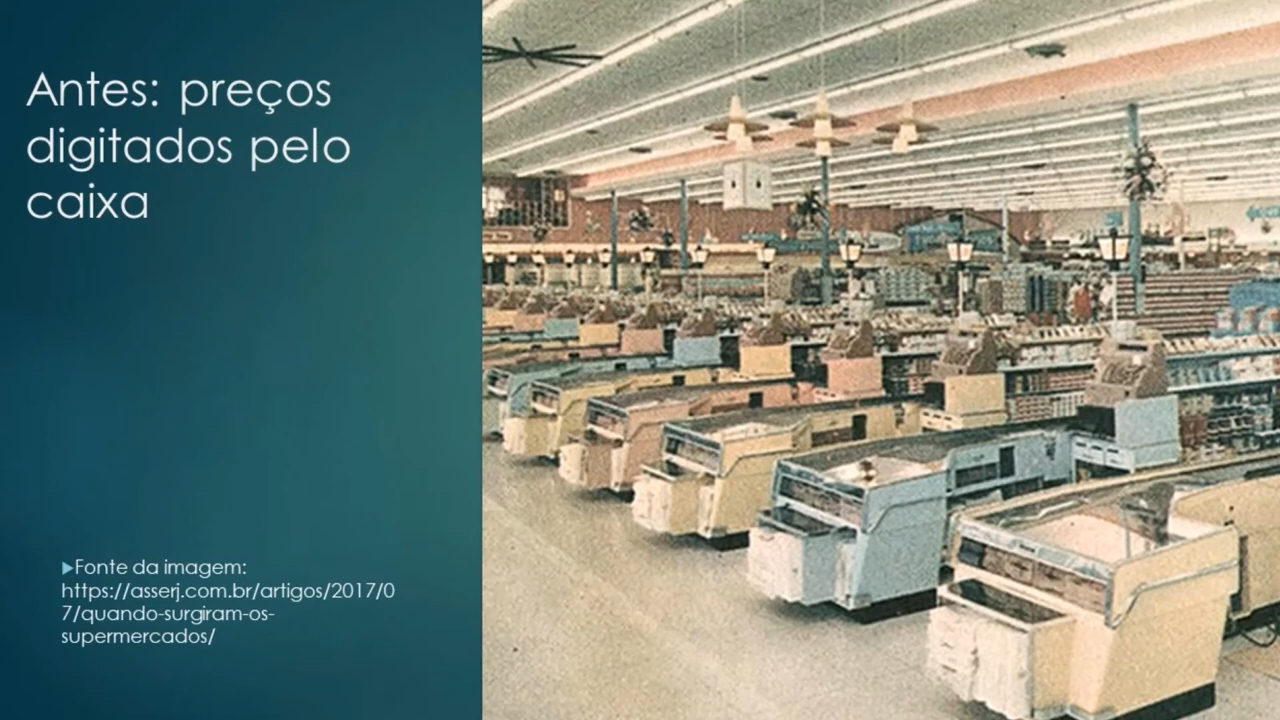 Antes: preços
digitados pelo
caixa
Fonte da imagem:
https://asserj.com.br/artigos/2017/0
7/quando-surgiram-os-
supermercados/